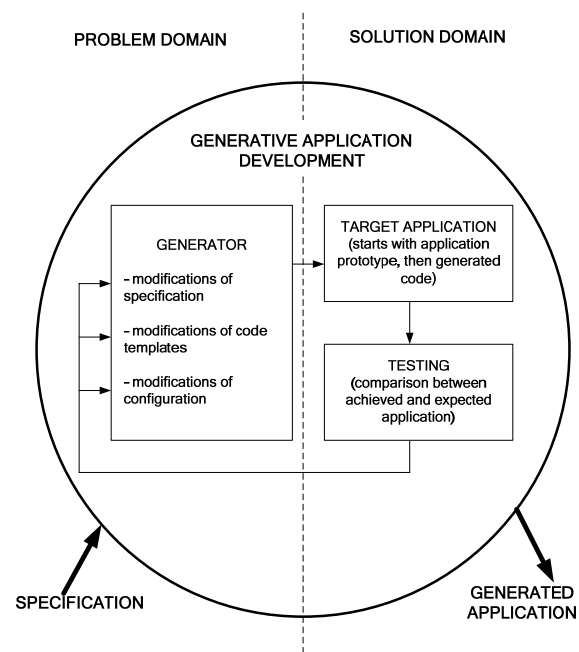 PROBLEM DOMAIN
SOLUTION DOMAIN
GENERATIVE APPLICATION
DEVELOPMENT
GENERATOR
– modifications of
specification
– modifications of code
templates
– modifications of
configuration
TARGET APPLICATION
(starts with application
prototype, then generated
code)
TESTING
(comparison between
achieved and expected
application)
SPECIFICATION
GENERATED
APPLICATION